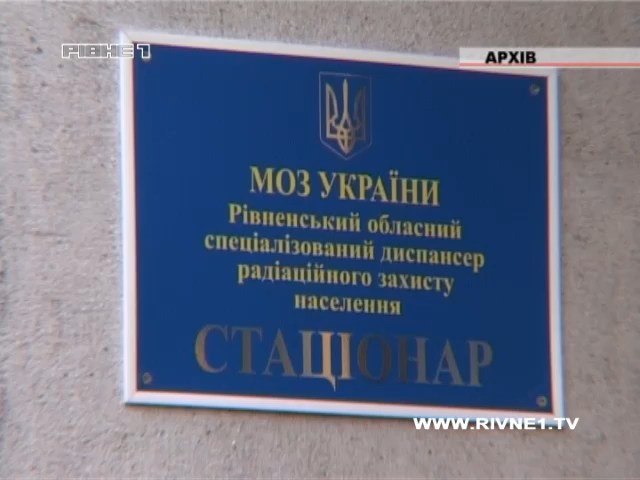 РІВНЕ 1
АРХІВ
МОЗ УКРАЇНИ
Рівненський обласний
спеціалізований диспансер
радіаційного захисту
населення
СТАЦІОНАР
WWW.RIVNE1.TV